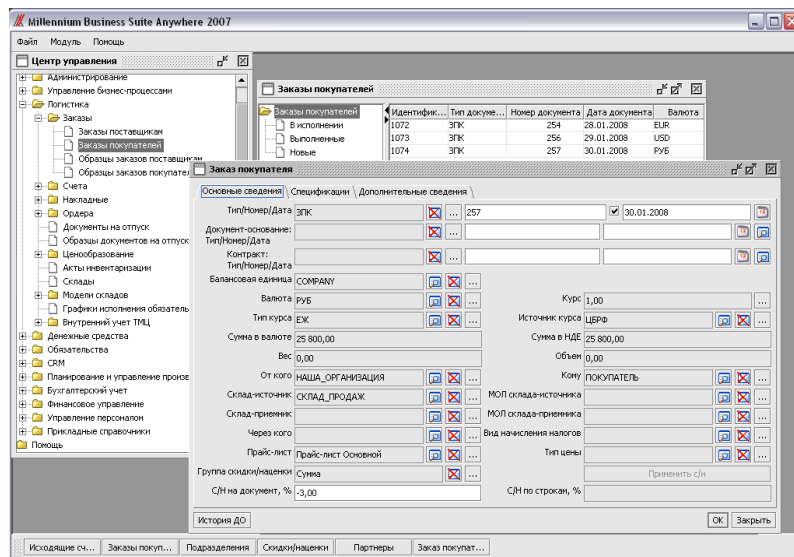 Millennium Business Suite Anywhere 2007
Файл Модуль Помощь
Центр управления
Администрирование
Управление бизнес-процессами
Логистика
Заказы
Заказы поставщикам
Заказы покупателей
Образцы заказов поставщикам
Образцы заказов покупател
Счета
Накладные
Ордера
Документы на отпуск
Образцы документов на отпуск
Ценообразование
Акты инвентаризации
Склады
Модели складов
Графики исполнения обязатель
Внутренний учет ТМЦ
Денежные средства
Обязательства
CRM
Планирование и управление произв
Бухгалтерский учет
Финансовое управление
Управление персоналом
Прикладные справочники
Помощь
Заказы покупателей
Заказы покупателей
В исполнении
Выполненные
Новые
Идентифик... Тип докуме... Номер документа Дата документа Валюта
1072 ЗПК 254 28.01.2008 EUR
1073 ЗПК 256 29.01.2008 USD
1074 ЗПК 257 30.01.2008 РУБ
Заказ покупателя
Основные сведения Спецификации Дополнительные сведения
Тип/Номер/Дата ЗПК ... 257 30.01.2008
Документ-основание:
Тип/Номер/Дата ...
Контракт:
Тип/Номер/Дата ...
Балансовая единица COMPANY ...
Валюта РУБ ... Курс 1,00 ...
Тип курса ЕЖ ... Источник курса ЦБРФ ...
Сумма в валюте 25 800,00 Сумма в НДЕ 25 800,00
Вес 0,00 Объем 0,00
От кого НАША_ОРГАНИЗАЦИЯ ... Кому ПОКУПАТЕЛЬ ...
Склад-источник СКЛАД_ПРОДАЖ ... МОЛ склада-источника ...
Склад-приемник ... МОЛ склада-приемника ...
Через кого ... Вид начисления налогов ...
Прайс-лист Прайс-лист Основной ... Тип цены ...
Группа скидки/наценки Сумма ... Применить с/н
С/Н на документ, % -3,00 С/Н по строкам, %
История ДО OK Закрыть
Исходящие сч... Заказы покуп... Подразделения Скидки/наценки Партнеры Заказ покупат...